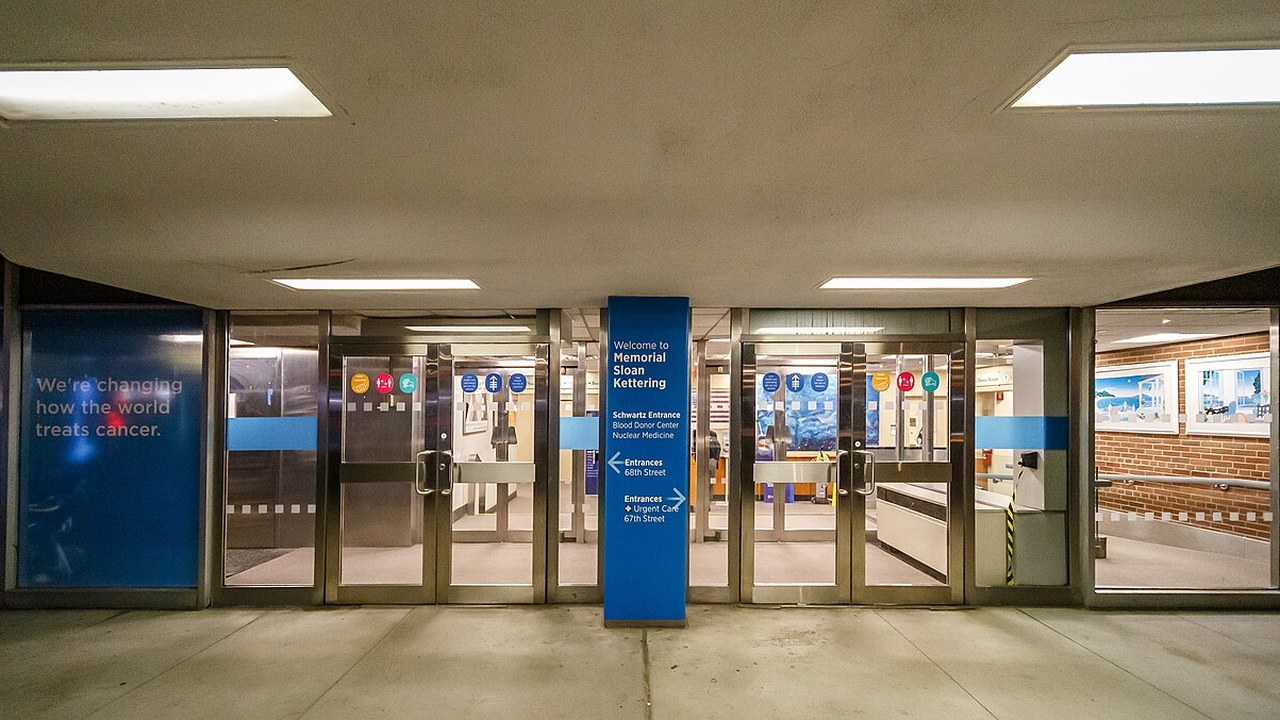 We're changing
how the world
treats cancer.
Welcome to
Memorial
Sloan
Kettering
Schwartz Entrance
Blood Donor Center
Nuclear Medicine
Entrances
68th Street
Entrances
+ Urgent Care
67th Street